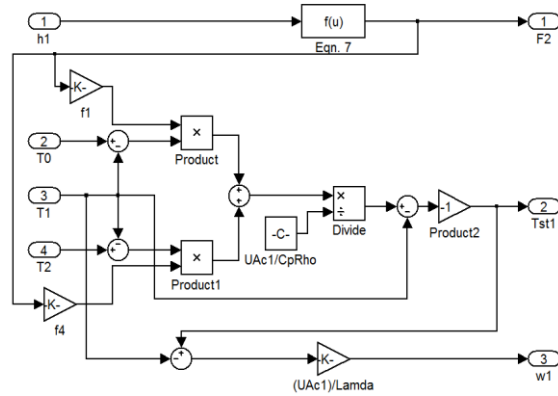 1
h1
f(u)
Eqn. 7
1
F2
-K-
f1
2
T0
+
−
×
Product
3
T1
+
+
×
÷
Divide
+
−
-1
Product2
2
Tst1
4
T2
+
−
×
Product1
-C-
UAc1/CpRho
-K-
f4
−
+
-K-
(UAc1)/Lamda
3
w1